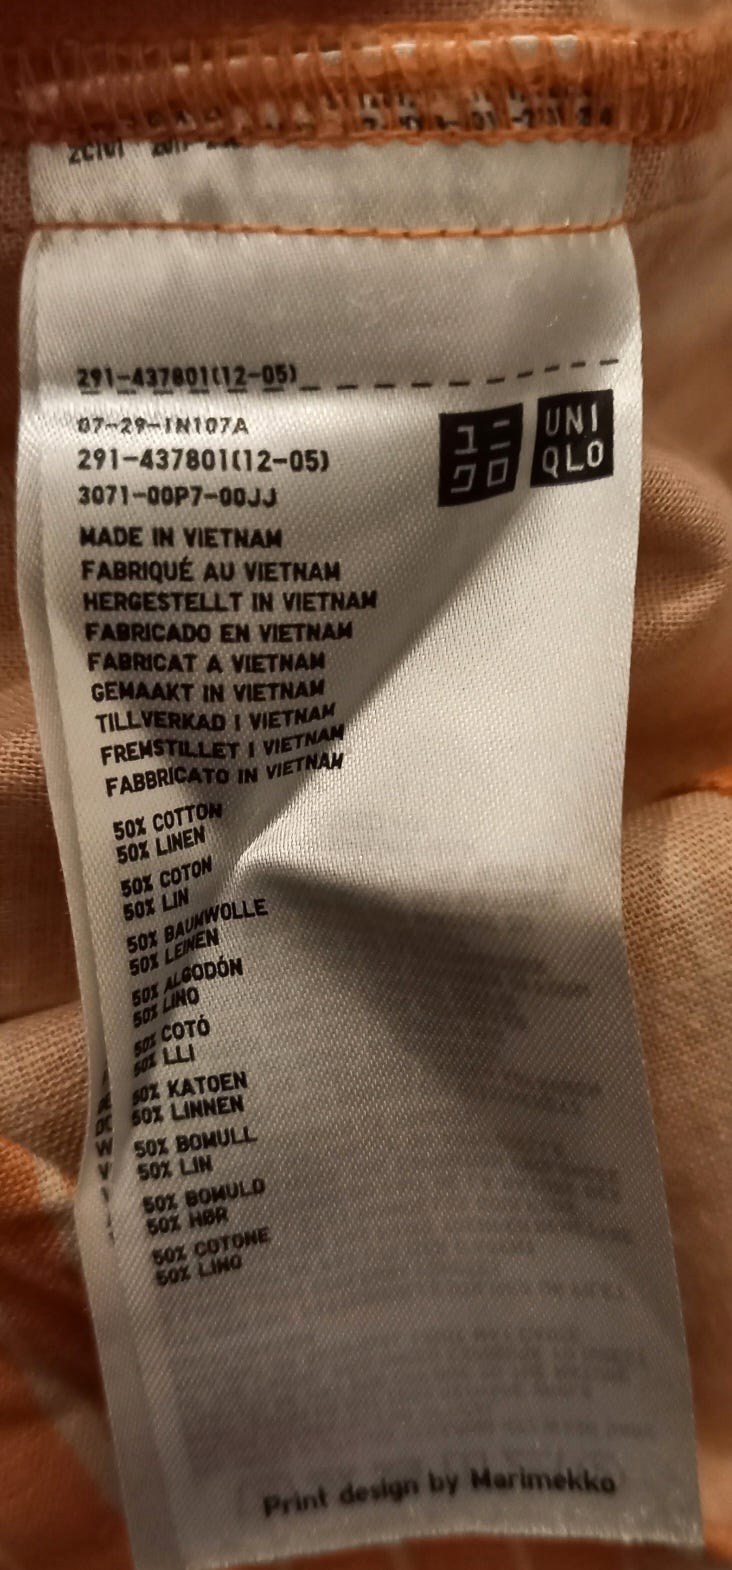 291-437801(12-05)
07-29-IN107A
291-437801(12-05)
3071-00P7-00JJ
ユニ
クロ
UNI
QLO
MADE IN VIETNAM
FABRIQUÉ AU VIETNAM
HERGESTELLT IN VIETNAM
FABRICADO EN VIETNAM
FABRICAT A VIETNAM
GEMAAKT IN VIETNAM
TILLVERKAD I VIETNAM
FREMSTILLET I VIETNAM
FABBRICATO IN VIETNAM
50% COTTON
50% LINEN
50% COTON
50% LIN
50% BAUMWOLLE
50% LEINEN
50% ALGODÓN
50% LINO
50% COTÓ
50% LLI
50% KATOEN
50% LINNEN
50% BOMULL
50% LIN
50% BOMULD
50% HØR
50% COTONE
50% LINO
Print design by Marimekko